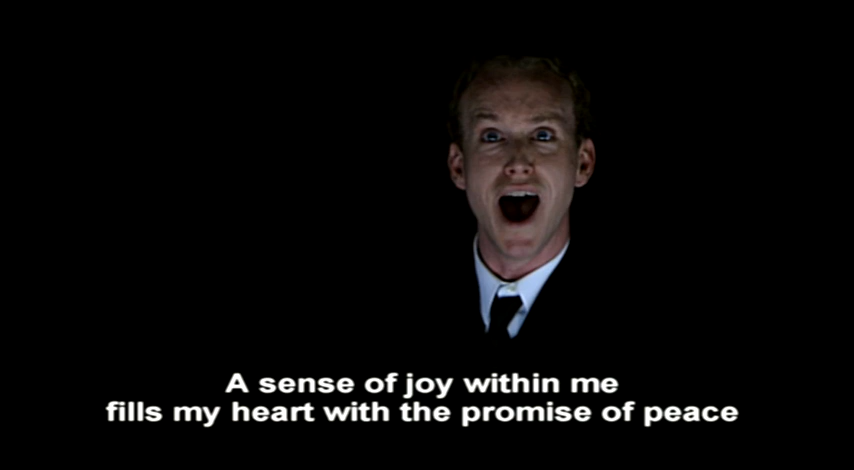 A sense of joy within me
fills my heart with the promise of peace